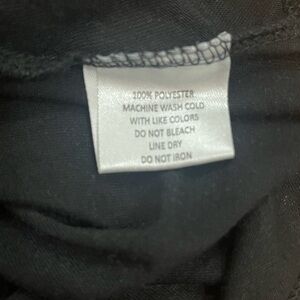 100% POLYESTER
MACHINE WASH COLD
WITH LIKE COLORS
DO NOT BLEACH
LINE DRY
DO NOT IRON